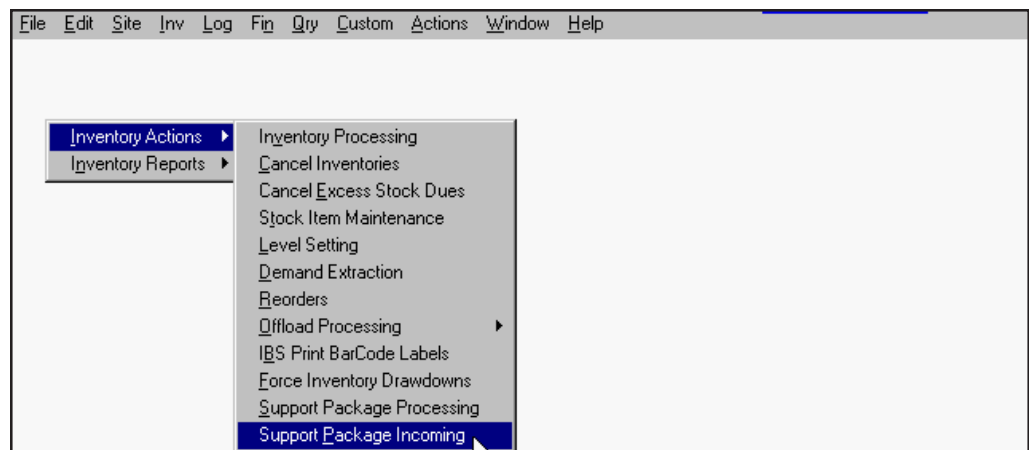 File Edit Site Inv Log Fin Qry Custom Actions Window Help
Inventory Actions
Inventory Reports
Inventory Processing
Cancel Inventories
Cancel Excess Stock Dues
Stock Item Maintenance
Level Setting
Demand Extraction
Reorders
Offload Processing
IBS Print BarCode Labels
Force Inventory Drawdowns
Support Package Processing
Support Package Incoming